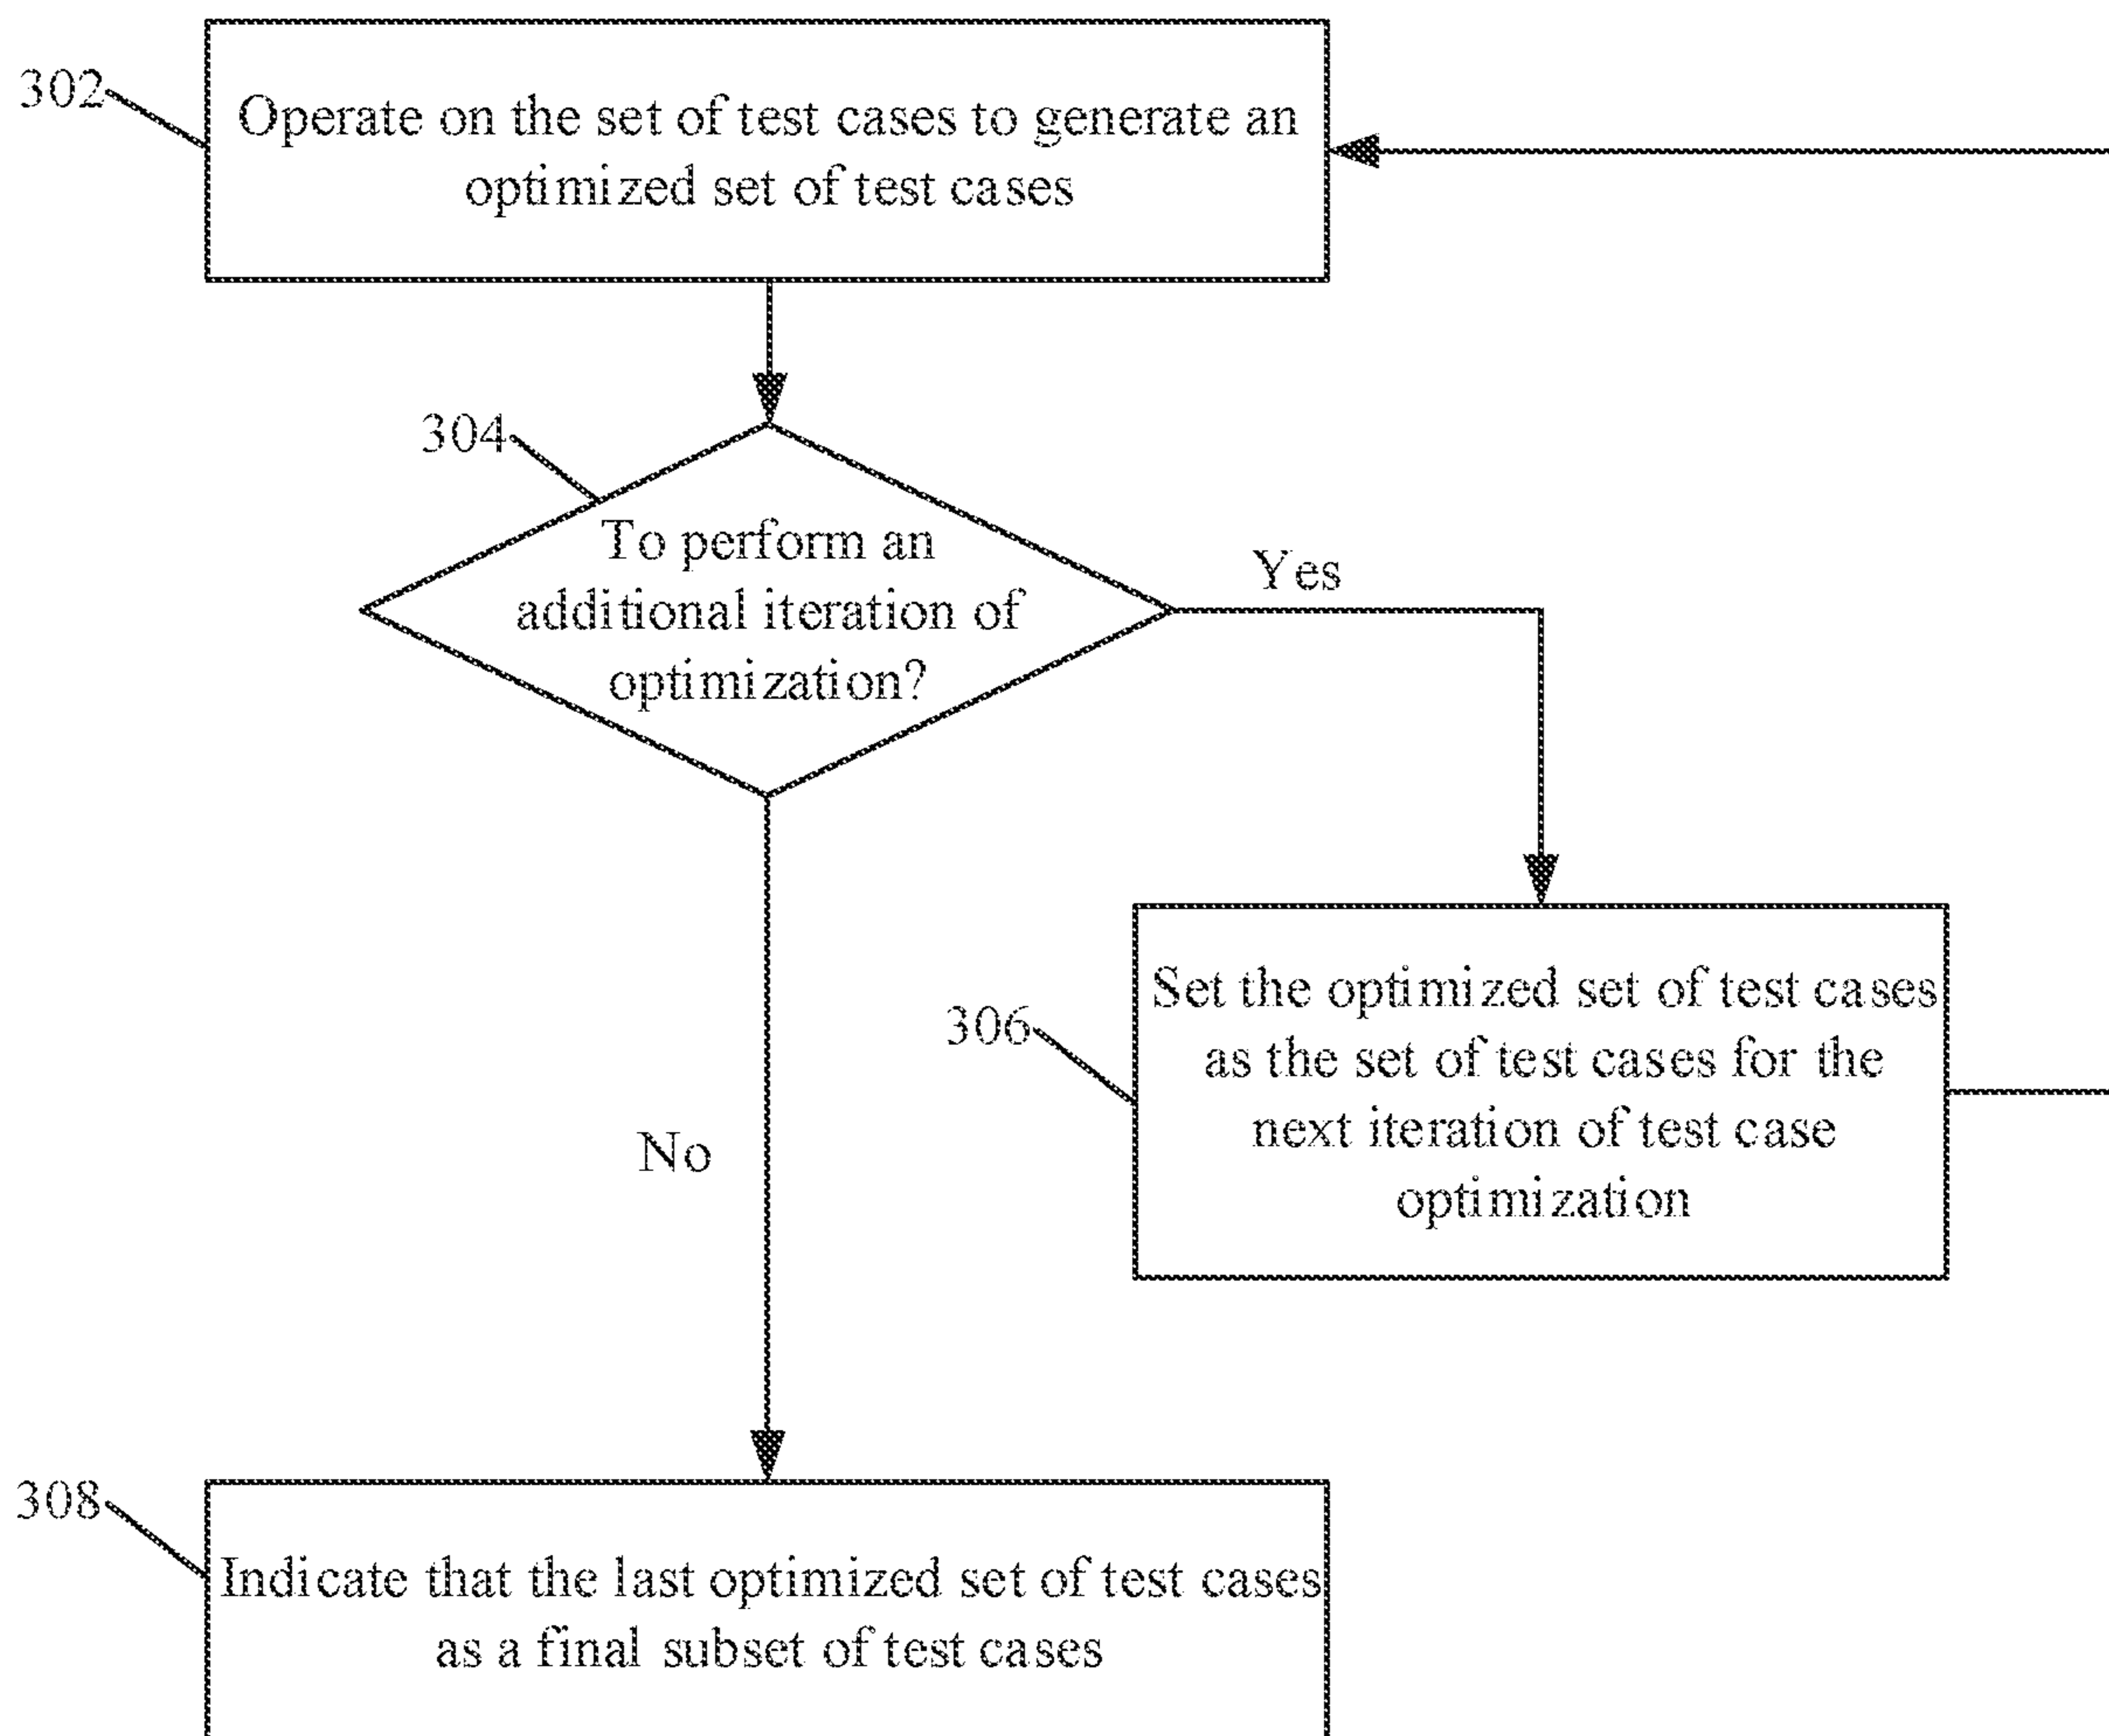 302
Operate on the set of test cases to generate an
optimized set of test cases
304
To perform an
additional iteration of
optimization?
Yes
306
Set the optimized set of test cases
as the set of test cases for the
next iteration of test case
optimization
No
308
Indicate that the last optimized set of test cases
as a final subset of test cases